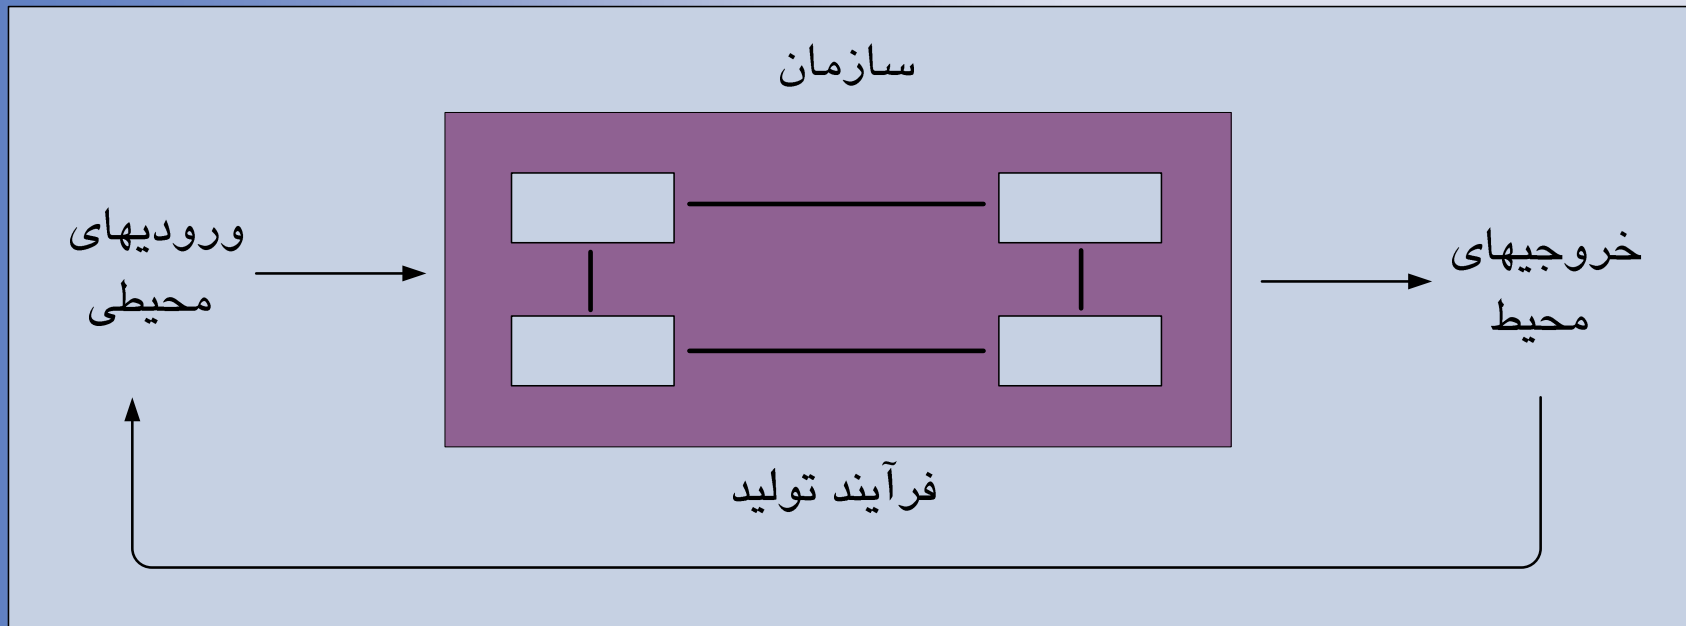 سازمان
ورودیهای
محیطی
خروجیهای
محیط
فرآیند تولید